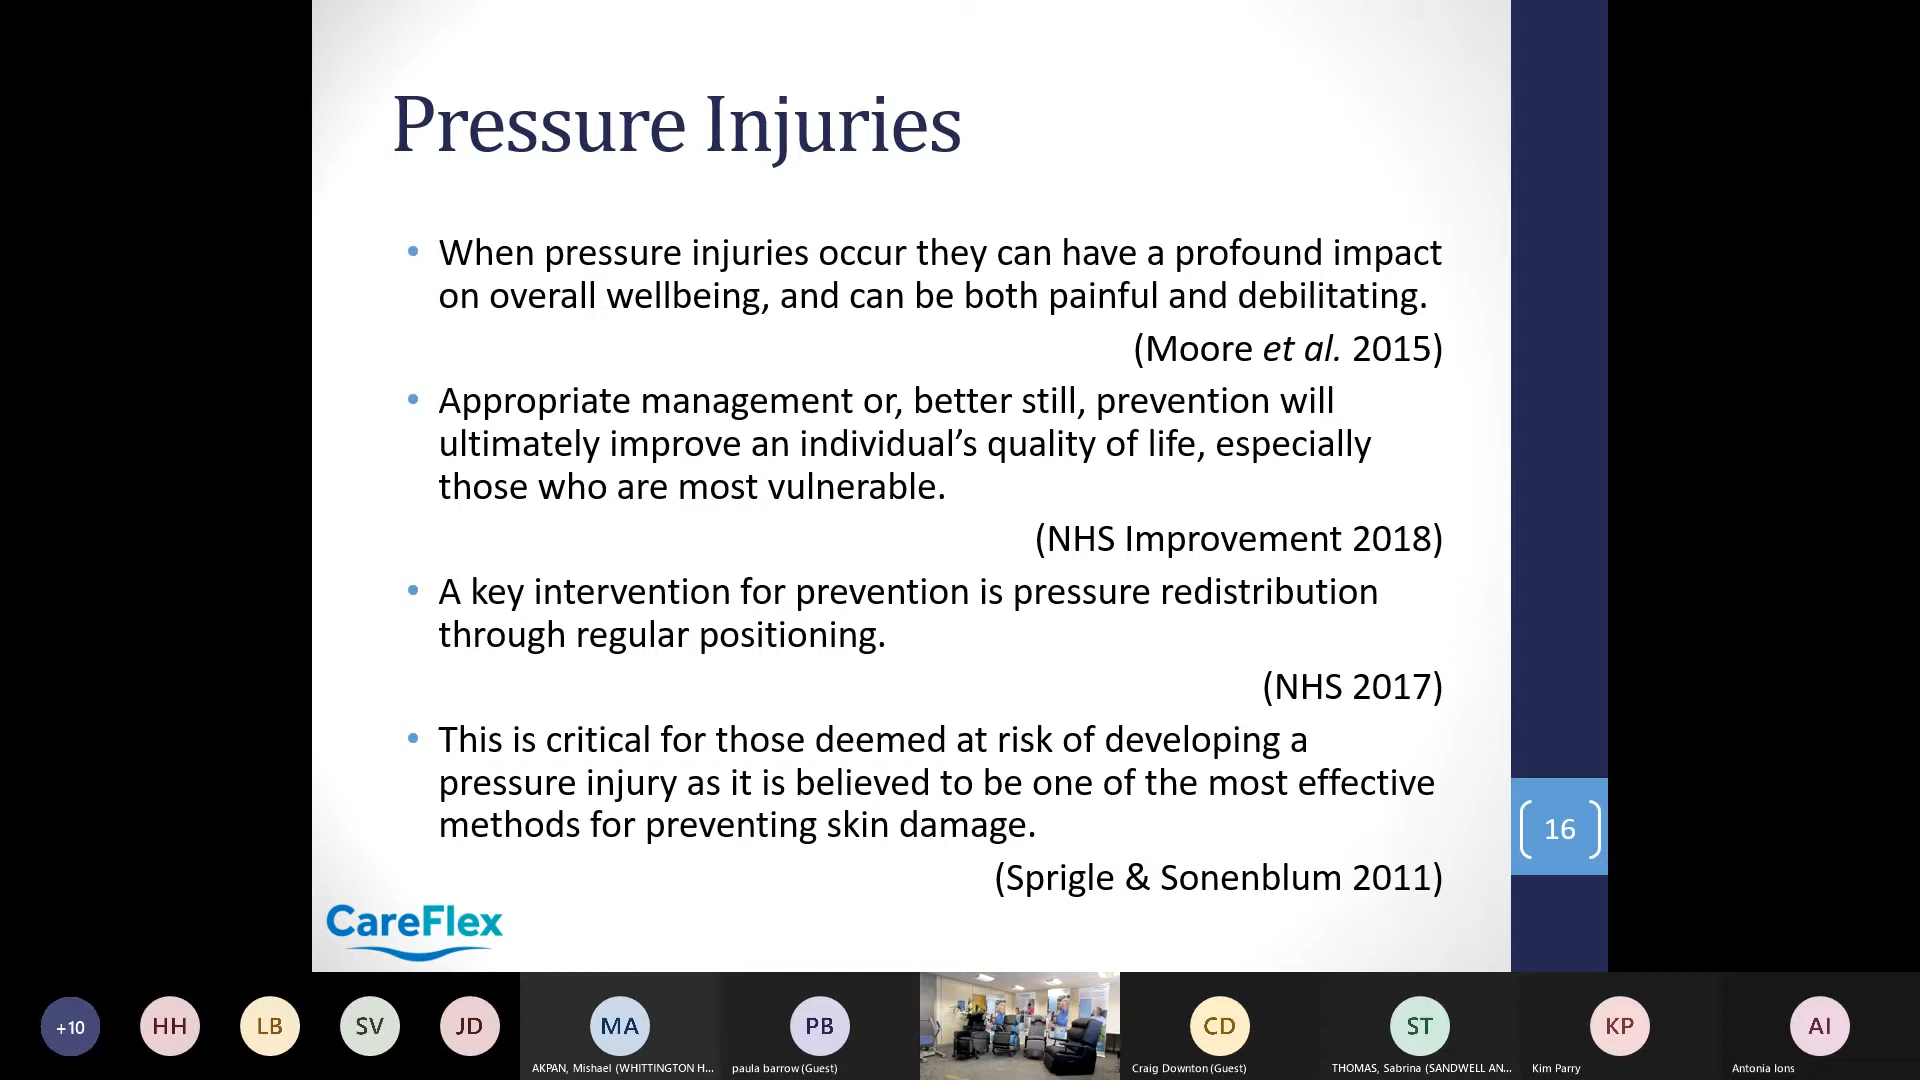 Pressure Injuries
• When pressure injuries occur they can have a profound impact
on overall wellbeing, and can be both painful and debilitating.
(Moore et al. 2015)
• Appropriate management or, better still, prevention will
ultimately improve an individual’s quality of life, especially
those who are most vulnerable.
(NHS Improvement 2018)
• A key intervention for prevention is pressure redistribution
through regular positioning.
(NHS 2017)
• This is critical for those deemed at risk of developing a
pressure injury as it is believed to be one of the most effective
methods for preventing skin damage.
(Sprigle & Sonenblum 2011)
16
CareFlex
+10
HH
LB
SV
JD
MA
PB
CD
ST
KP
AI
AKPAN, Mishael (WHITTINGTON H...
paula barrow (Guest)
Craig Downton (Guest)
THOMAS, Sabrina (SANDWELL AN...
Kim Parry
Antonia Ions